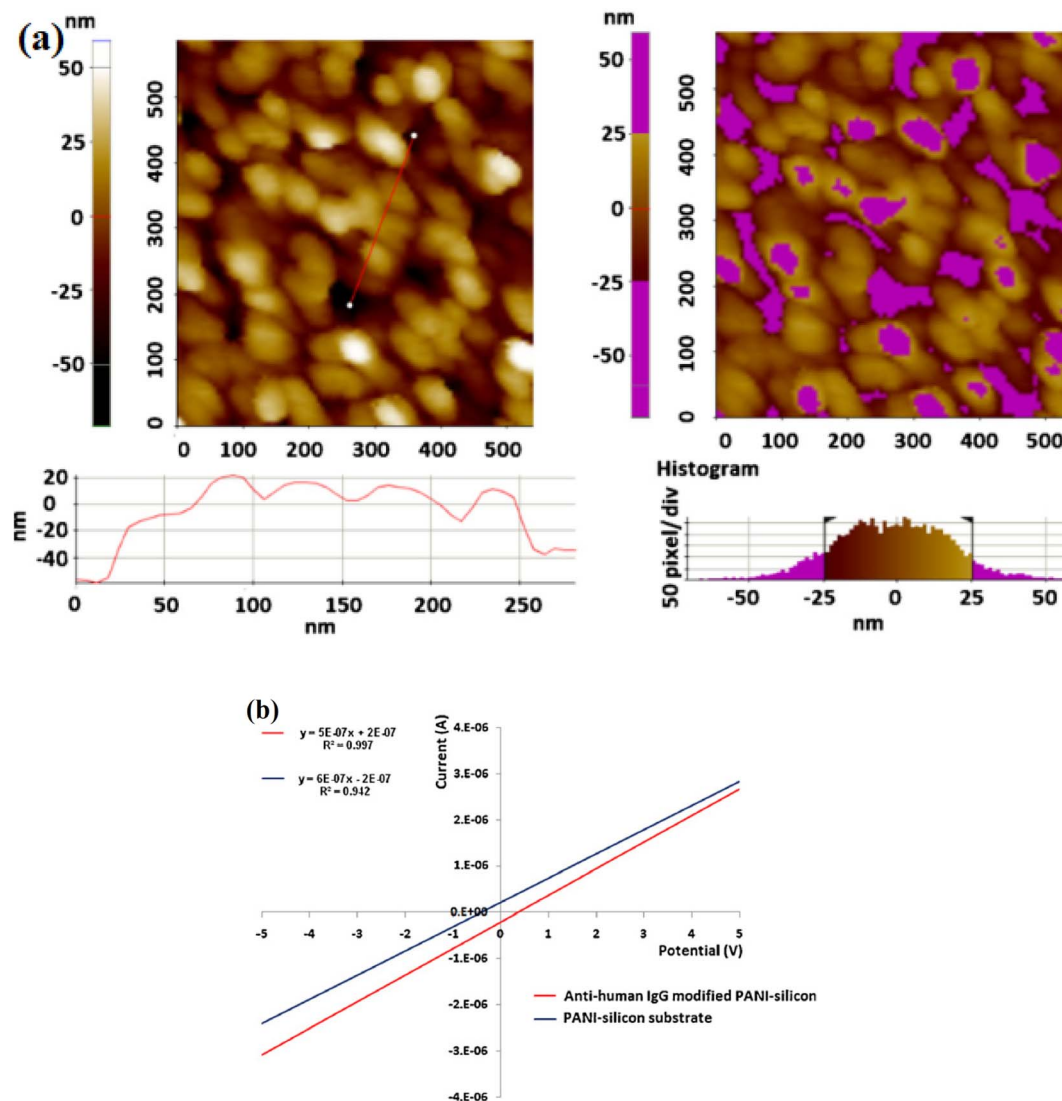 (a)
nm
50
25
0
-25
-50
500
400
300
200
100
0
0 100 200 300 400 500
nm
50
25
0
-25
-50
500
400
300
200
100
0
0 100 200 300 400 500
20
0
-20
-40
nm
0 50 100 150 200 250
nm
Histogram
50 pixel/div
-50 -25 0 25 50
nm
(b)
y = 5E-07x + 2E-07
R² = 0.997
y = 6E-07x - 2E-07
R² = 0.942
Current (A)
4.E-06
3.E-06
2.E-06
1.E-06
0.E+00
-1.E-06
-2.E-06
-3.E-06
-4.E-06
-5 -4 -3 -2 -1 0 1 2 3 4 5
Potential (V)
Anti-human IgG modified PANI-silicon
PANI-silicon substrate